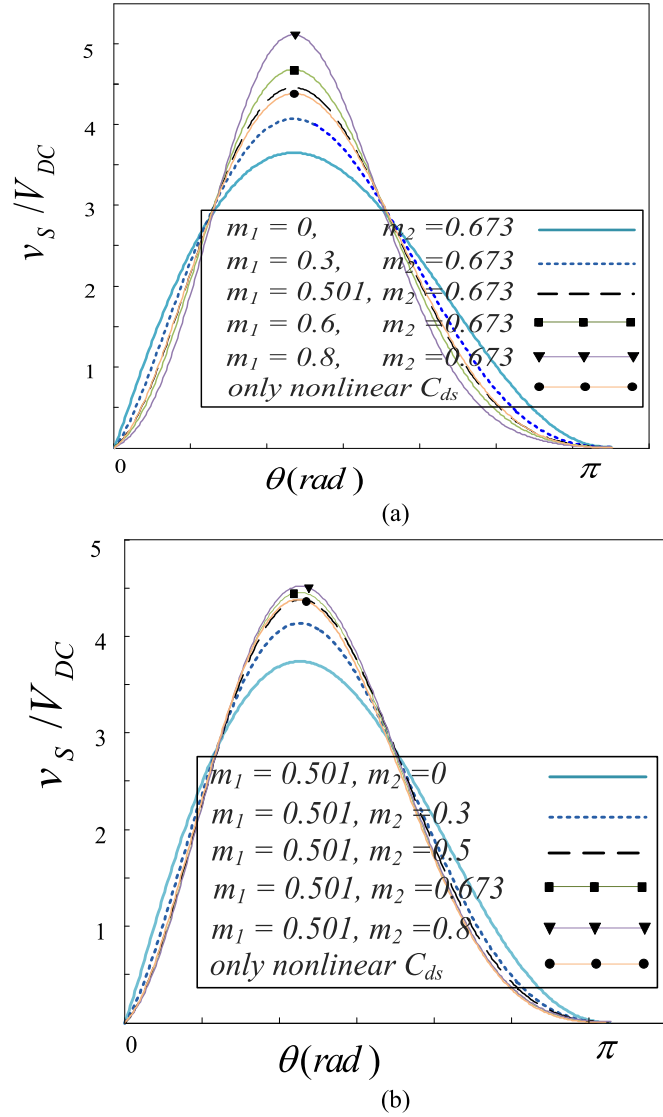 5
4
3
2
1
v_S /V_DC
m_1 = 0, m_2 =0.673
m_1 = 0.3, m_2 =0.673
m_1 = 0.501, m_2 =0.673
m_1 = 0.6, m_2 =0.673
m_1 = 0.8, m_2 =0.673
only nonlinear C_ds
0 θ(rad) π
(a)
5
4
3
2
1
v_S /V_DC
m_1 = 0.501, m_2 =0
m_1 = 0.501, m_2 =0.3
m_1 = 0.501, m_2 =0.5
m_1 = 0.501, m_2 =0.673
m_1 = 0.501, m_2 =0.8
only nonlinear C_ds
0 θ(rad) π
(b)